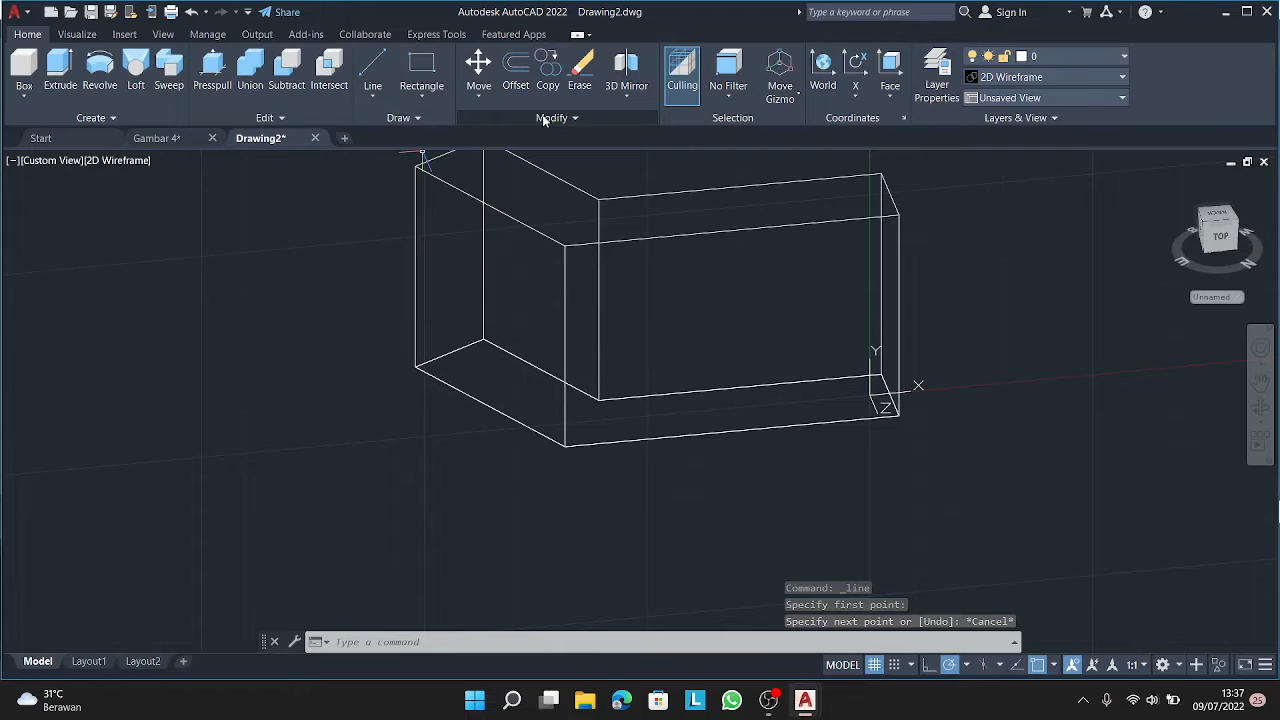 Share
Autodesk AutoCAD 2022 Drawing2.dwg
Type a keyword or phrase
Sign In
Home Visualize Insert View Manage Output Add-ins Collaborate Express Tools Featured Apps
Box Extrude Revolve Loft Sweep Presspull Union Subtract Intersect Line Rectangle Move Offset Copy Erase 3D Mirror Culling No Filter Move Gizmo World X Face Layer Properties
0
2D Wireframe
Unsaved View
Create Edit Draw Modify Selection Coordinates Layers & View
Start Gambar 4* Drawing2*
[−][Custom View][2D Wireframe]
BACK
TOP
W N E N
Unnamed
Y
X
Z
Command: _line
Specify first point:
Specify next point or [Undo]: *Cancel*
Type a command
Model Layout1 Layout2
MODEL
1:1
31°C
Berawan
13:37
09/07/2022
25